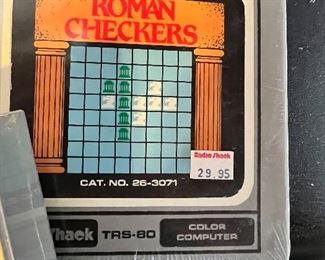 ROMAN
CHECKERS
Radio Shack
29.95
CAT. NO. 26-3071
Shack TRS-80 COLOR
COMPUTER